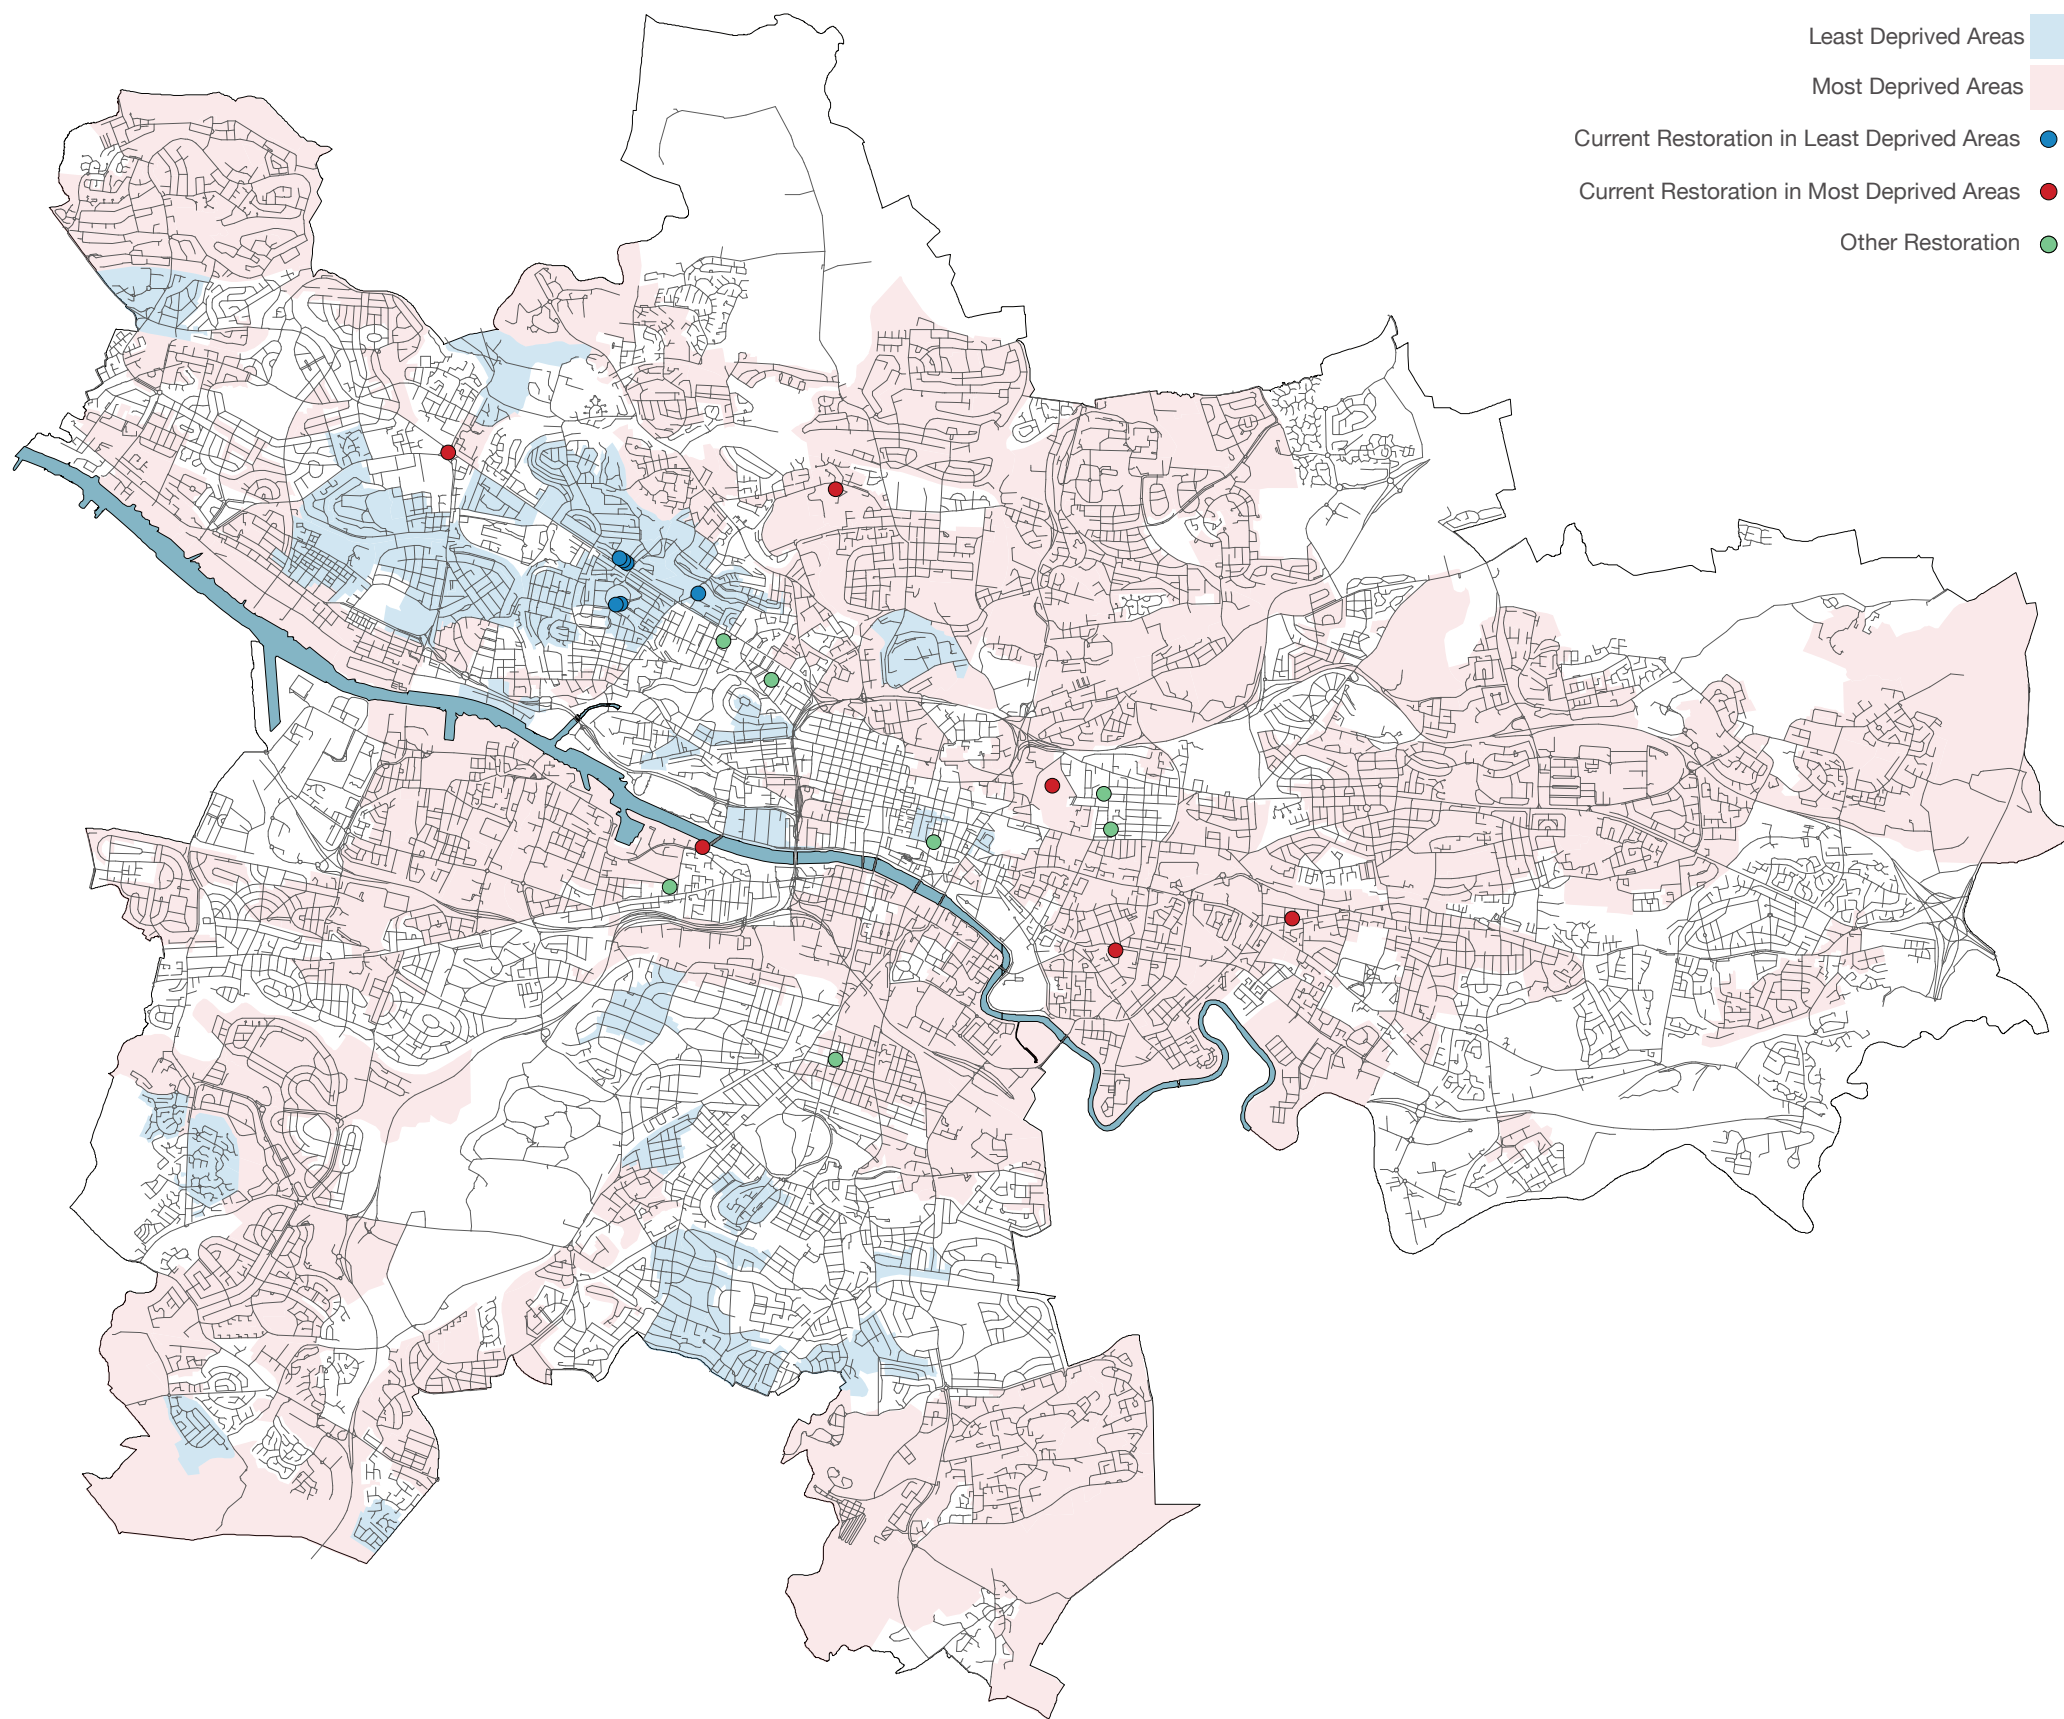 Least Deprived Areas
Most Deprived Areas
Current Restoration in Least Deprived Areas
Current Restoration in Most Deprived Areas
Other Restoration